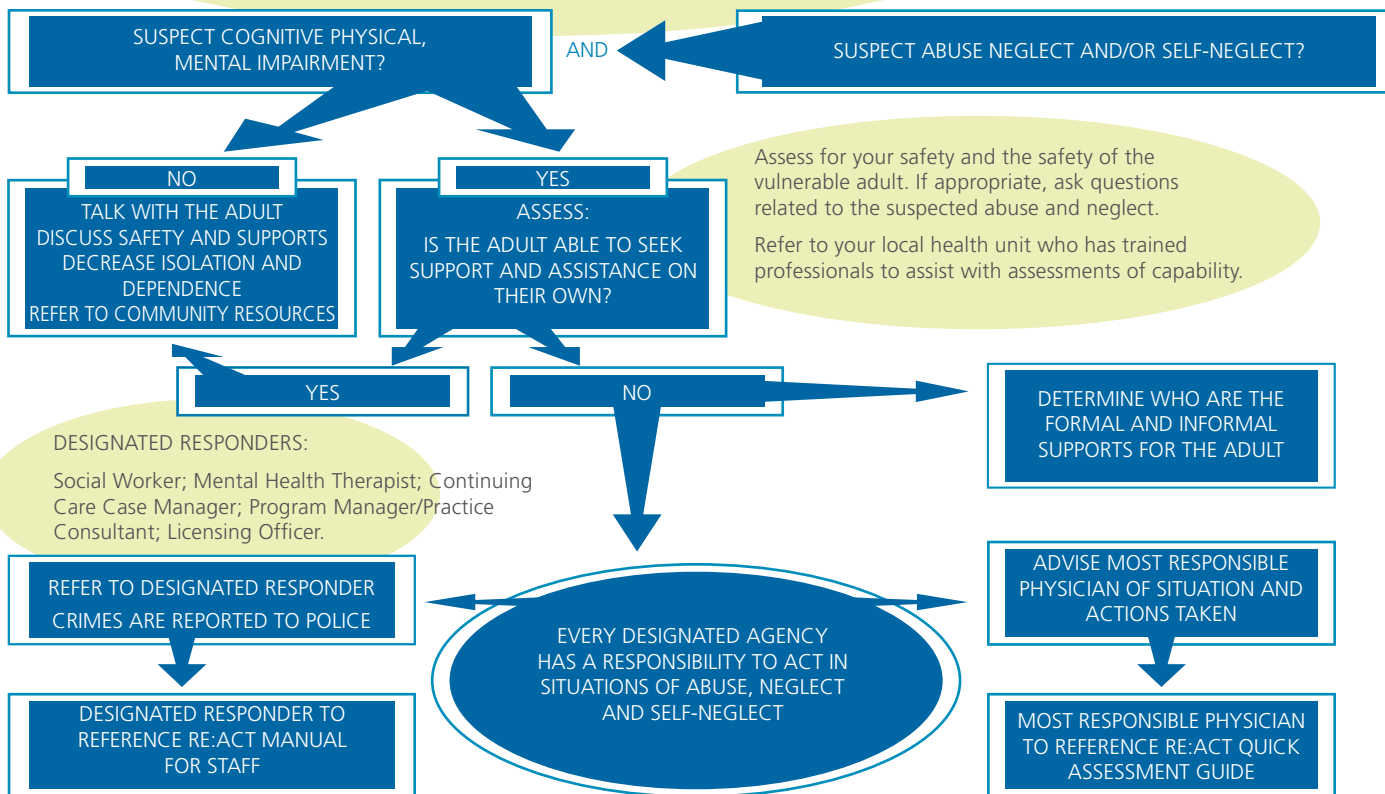 SUSPECT COGNITIVE PHYSICAL,
MENTAL IMPAIRMENT?
AND
SUSPECT ABUSE NEGLECT AND/OR SELF-NEGLECT?
NO
TALK WITH THE ADULT
DISCUSS SAFETY AND SUPPORTS
DECREASE ISOLATION AND
DEPENDENCE
REFER TO COMMUNITY RESOURCES
YES
ASSESS:
IS THE ADULT ABLE TO SEEK
SUPPORT AND ASSISTANCE ON
THEIR OWN?
Assess for your safety and the safety of the
vulnerable adult. If appropriate, ask questions
related to the suspected abuse and neglect.
Refer to your local health unit who has trained
professionals to assist with assessments of capability.
YES
NO
DETERMINE WHO ARE THE
FORMAL AND INFORMAL
SUPPORTS FOR THE ADULT
DESIGNATED RESPONDERS:
Social Worker; Mental Health Therapist; Continuing
Care Case Manager; Program Manager/Practice
Consultant; Licensing Officer.
REFER TO DESIGNATED RESPONDER
CRIMES ARE REPORTED TO POLICE
EVERY DESIGNATED AGENCY
HAS A RESPONSIBILITY TO ACT IN
SITUATIONS OF ABUSE, NEGLECT
AND SELF-NEGLECT
ADVISE MOST RESPONSIBLE
PHYSICIAN OF SITUATION AND
ACTIONS TAKEN
DESIGNATED RESPONDER TO
REFERENCE RE:ACT MANUAL
FOR STAFF
MOST RESPONSIBLE PHYSICIAN
TO REFERENCE RE:ACT QUICK
ASSESSMENT GUIDE